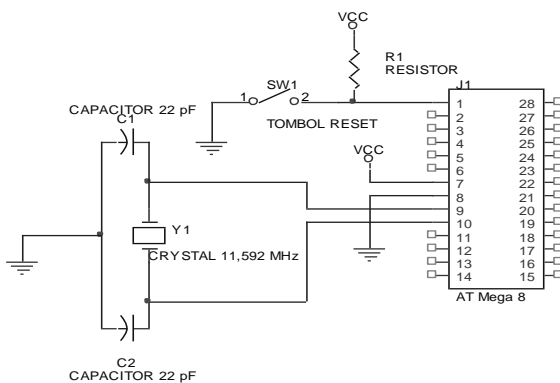 VCC
R1
RESISTOR
SW1
1 2
TOMBOL RESET
CAPACITOR 22 pF
C1
VCC
Y1
CRYSTAL 11,592 MHz
C2
CAPACITOR 22 pF
J1
1 28
2 27
3 26
4 25
5 24
6 23
7 22
8 21
9 20
10 19
11 18
12 17
13 16
14 15
AT Mega 8